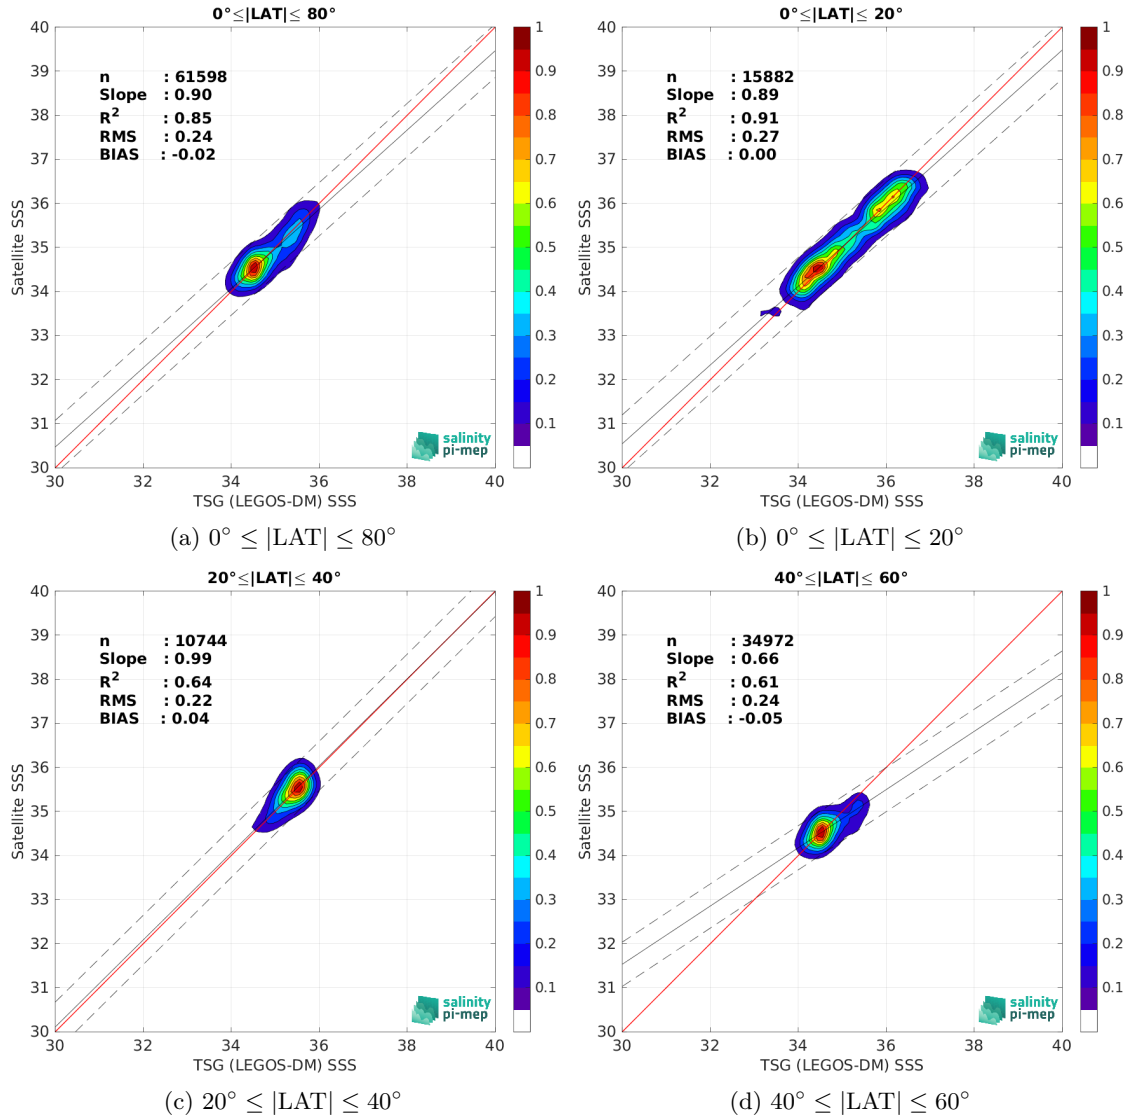 0°≤|LAT|≤ 80°
40
39
38
37
36
35
34
33
32
31
30
n : 61598
Slope : 0.90
R² : 0.85
RMS : 0.24
BIAS : -0.02
Satellite SSS
salinity
pi-mep
30 32 34 36 38 40
TSG (LEGOS-DM) SSS
1
0.9
0.8
0.7
0.6
0.5
0.4
0.3
0.2
0.1
(a) 0° ≤ |LAT| ≤ 80°
0°≤|LAT|≤ 20°
40
39
38
37
36
35
34
33
32
31
30
n : 15882
Slope : 0.89
R² : 0.91
RMS : 0.27
BIAS : 0.00
Satellite SSS
salinity
pi-mep
30 32 34 36 38 40
TSG (LEGOS-DM) SSS
1
0.9
0.8
0.7
0.6
0.5
0.4
0.3
0.2
0.1
(b) 0° ≤ |LAT| ≤ 20°
20°≤|LAT|≤ 40°
40
39
38
37
36
35
34
33
32
31
30
n : 10744
Slope : 0.99
R² : 0.64
RMS : 0.22
BIAS : 0.04
Satellite SSS
salinity
pi-mep
30 32 34 36 38 40
TSG (LEGOS-DM) SSS
1
0.9
0.8
0.7
0.6
0.5
0.4
0.3
0.2
0.1
(c) 20° ≤ |LAT| ≤ 40°
40°≤|LAT|≤ 60°
40
39
38
37
36
35
34
33
32
31
30
n : 34972
Slope : 0.66
R² : 0.61
RMS : 0.24
BIAS : -0.05
Satellite SSS
salinity
pi-mep
30 32 34 36 38 40
TSG (LEGOS-DM) SSS
1
0.9
0.8
0.7
0.6
0.5
0.4
0.3
0.2
0.1
(d) 40° ≤ |LAT| ≤ 60°